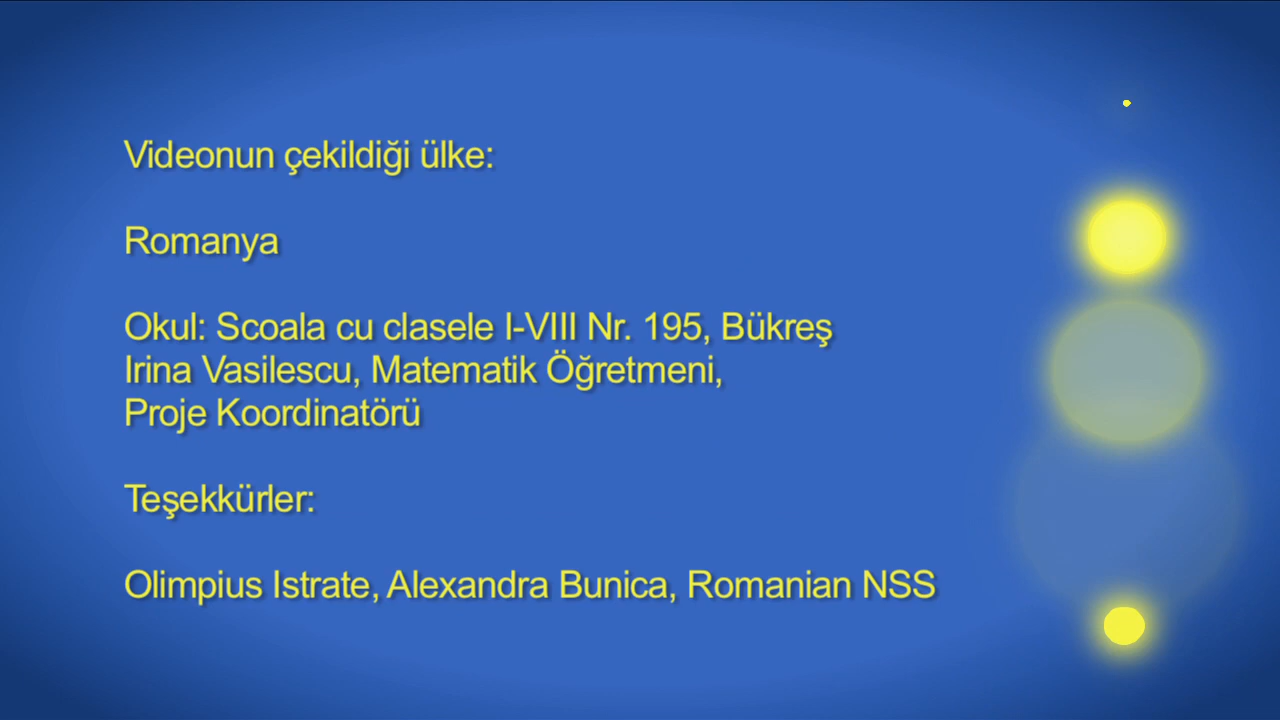 Videonun çekildiği ülke:
Romanya
Okul: Scoala cu clasele I-VIII Nr. 195, Bükreş
Irina Vasilescu, Matematik Öğretmeni,
Proje Koordinatörü
Teşekkürler:
Olimpius Istrate, Alexandra Bunica, Romanian NSS